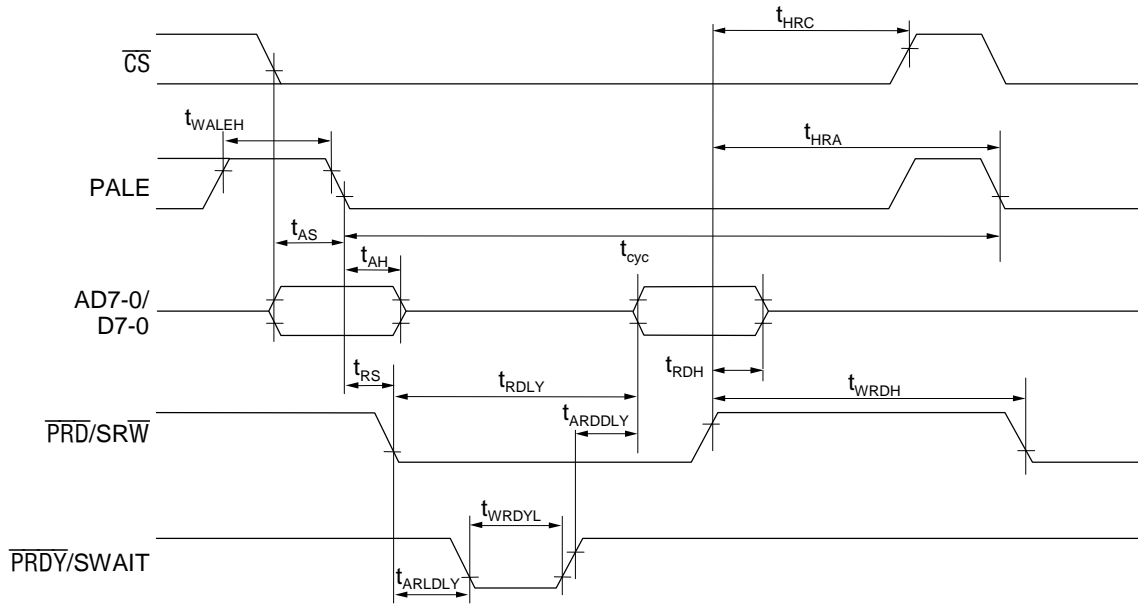 tHRC
CS
tWALEH
tHRA
PALE
tAS
tcyc
tAH
AD7-0/
D7-0
tRS
tRDLY
tRDH
tWRDH
tARDDLY
PRD/SRW
tWRDYL
PRDY/SWAIT
tARLDLY